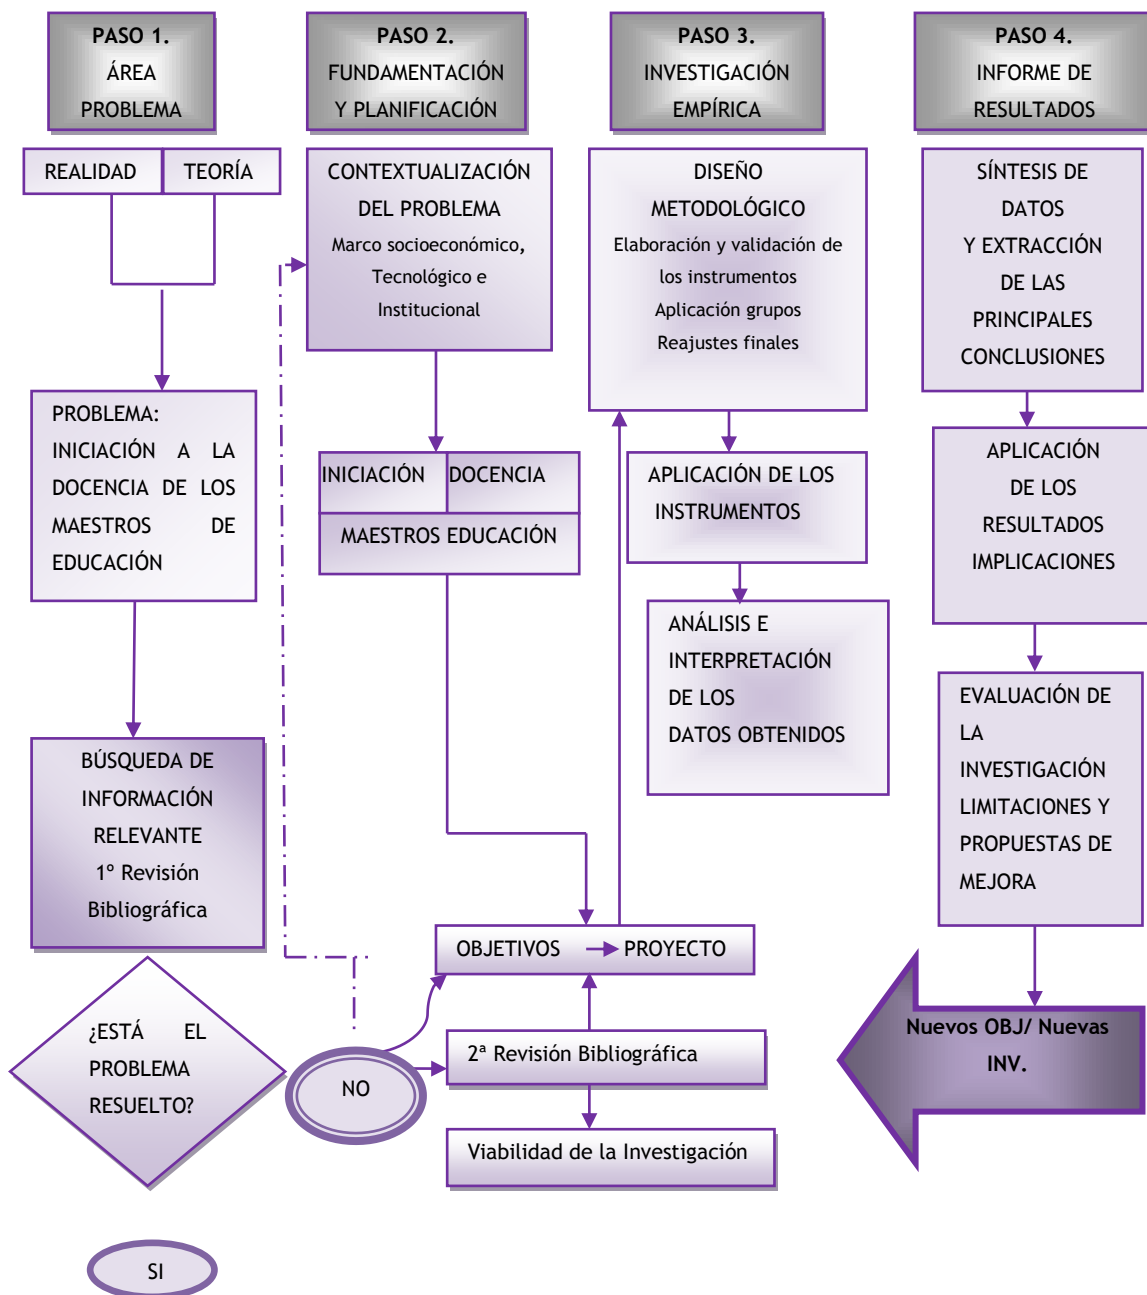 PASO 1.
ÁREA
PROBLEMA
REALIDAD
TEORÍA
PROBLEMA:
INICIACIÓN A LA
DOCENCIA DE LOS
MAESTROS DE
EDUCACIÓN
BÚSQUEDA DE
INFORMACIÓN
RELEVANTE
1º Revisión
Bibliográfica
¿ESTÁ EL
PROBLEMA
RESUELTO?
SI
NO
PASO 2.
FUNDAMENTACIÓN
Y PLANIFICACIÓN
CONTEXTUALIZACIÓN
DEL PROBLEMA
Marco socioeconómico,
Tecnológico e
Institucional
INICIACIÓN
DOCENCIA
MAESTROS EDUCACIÓN
OBJETIVOS
PROYECTO
2ª Revisión Bibliográfica
Viabilidad de la Investigación
PASO 3.
INVESTIGACIÓN
EMPÍRICA
DISEÑO
METODOLÓGICO
Elaboración y validación de
los instrumentos
Aplicación grupos
Reajustes finales
APLICACIÓN DE LOS
INSTRUMENTOS
ANÁLISIS E
INTERPRETACIÓN
DE LOS
DATOS OBTENIDOS
PASO 4.
INFORME DE
RESULTADOS
SÍNTESIS DE
DATOS
Y EXTRACCIÓN
DE LAS
PRINCIPALES
CONCLUSIONES
APLICACIÓN
DE LOS
RESULTADOS
IMPLICACIONES
EVALUACIÓN DE
LA
INVESTIGACIÓN
LIMITACIONES Y
PROPUESTAS DE
MEJORA
Nuevos OBJ/ Nuevas
INV.